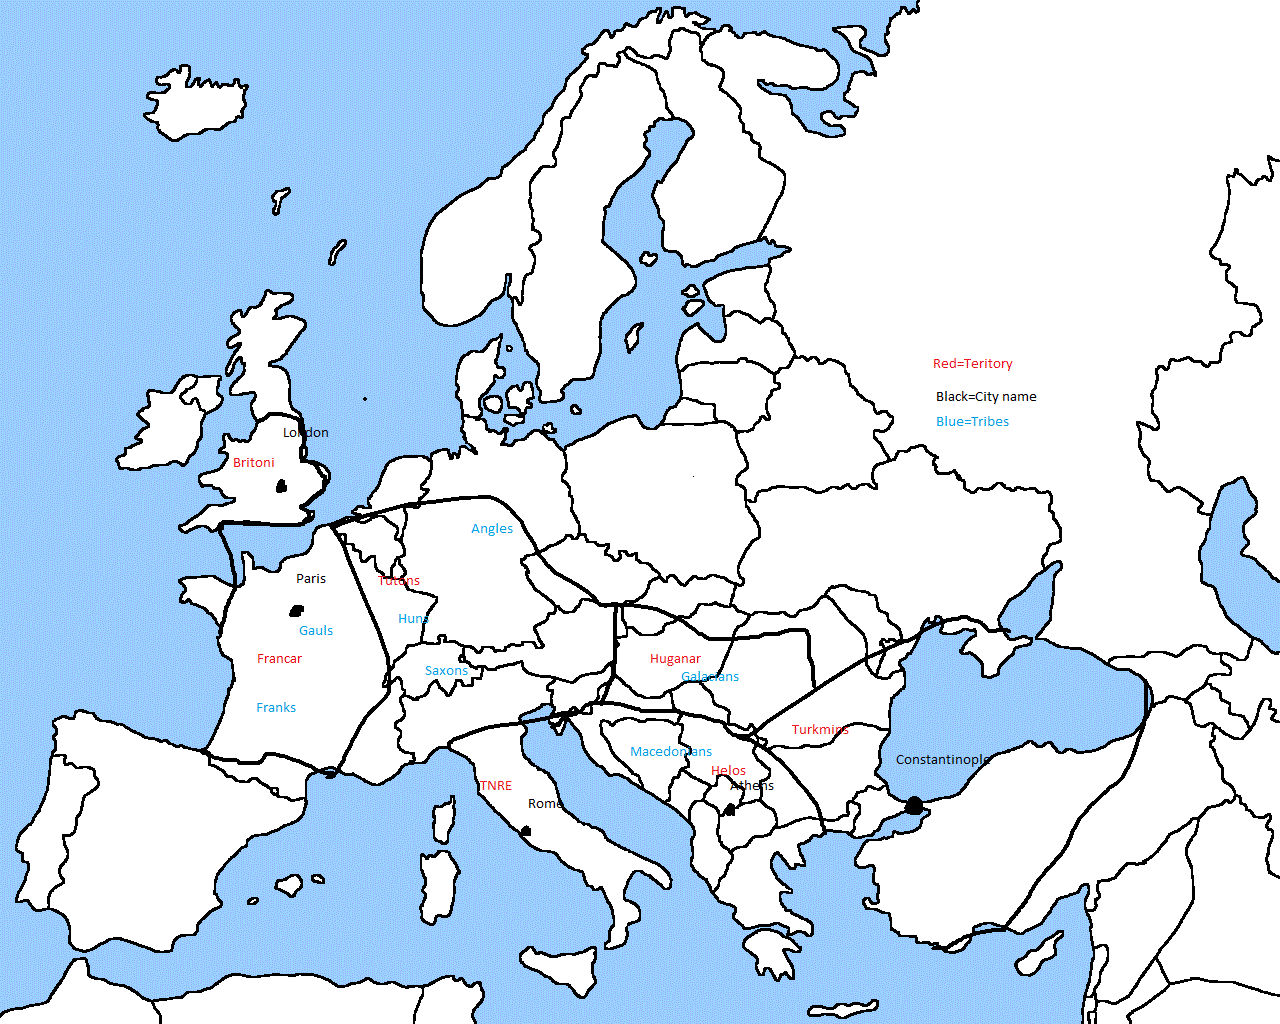 Red=Teritory
Black=City name
Blue=Tribes
London
Britoni
Angles
Paris
Tutons
Huns
Gauls
Francar
Saxons
Huganar
Galacians
Franks
Turkmins
Macedonians
Constantinople
Helos
TNRE
Athens
Rome